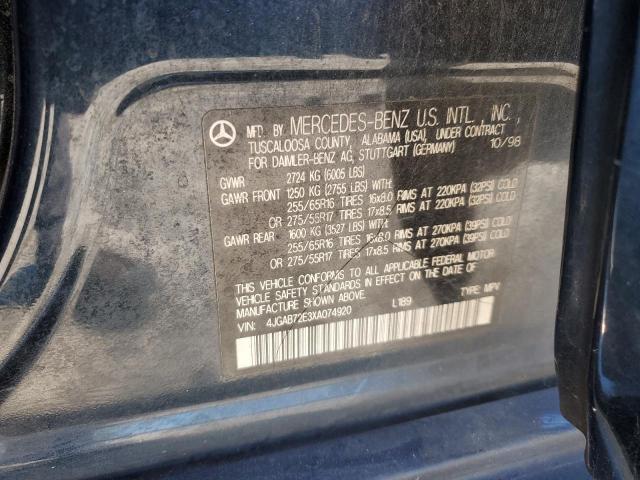 MFD. BY MERCEDES-BENZ U.S. INTL., INC.,
TUSCALOOSA COUNTY, ALABAMA (USA), UNDER CONTRACT
FOR DAIMLER-BENZ AG, STUTTGART (GERMANY) 10/98
GVWR 2724 KG (6005 LBS)
GAWR FRONT 1250 KG (2755 LBS) WITH:
255/65R16 TIRES 16x8.0 RIMS AT 220KPA (32PSI) COLD
OR 275/55R17 TIRES 17x8.5 RIMS AT 220KPA (32PSI) COLD
GAWR REAR 1600 KG (3527 LBS) WITH:
255/65R16 TIRES 16x8.0 RIMS AT 270KPA (39PSI) COLD
OR 275/55R17 TIRES 17x8.5 RIMS AT 270KPA (39PSI) COLD
THIS VEHICLE CONFORMS TO ALL APPLICABLE FEDERAL MOTOR
VEHICLE SAFETY STANDARDS IN EFFECT ON THE DATE OF
MANUFACTURE SHOWN ABOVE.
VIN: 4JGAB72E3XA074920 L189 TYPE: MPV